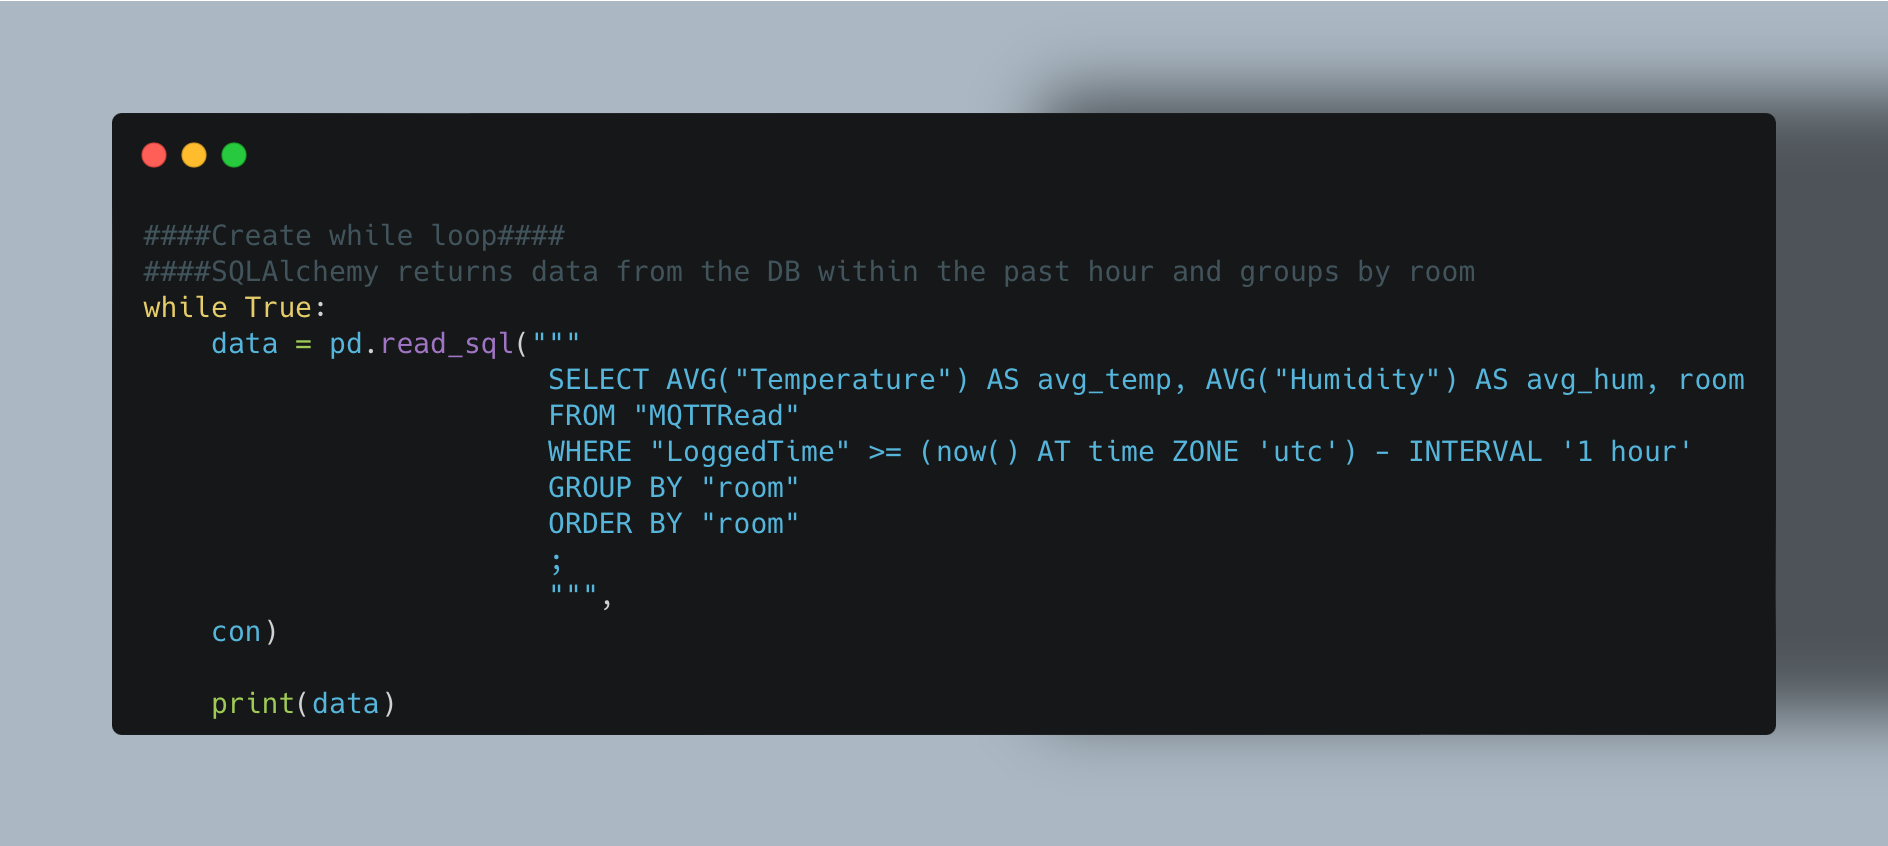 ####Create while loop####
####SQLAlchemy returns data from the DB within the past hour and groups by room
while True:
    data = pd.read_sql("""
                        SELECT AVG("Temperature") AS avg_temp, AVG("Humidity") AS avg_hum, room
                        FROM "MQTTRead"
                        WHERE "LoggedTime" >= (now() AT time ZONE 'utc') - INTERVAL '1 hour'
                        GROUP BY "room"
                        ORDER BY "room"
                        ;
                        """,
    con)

    print(data)